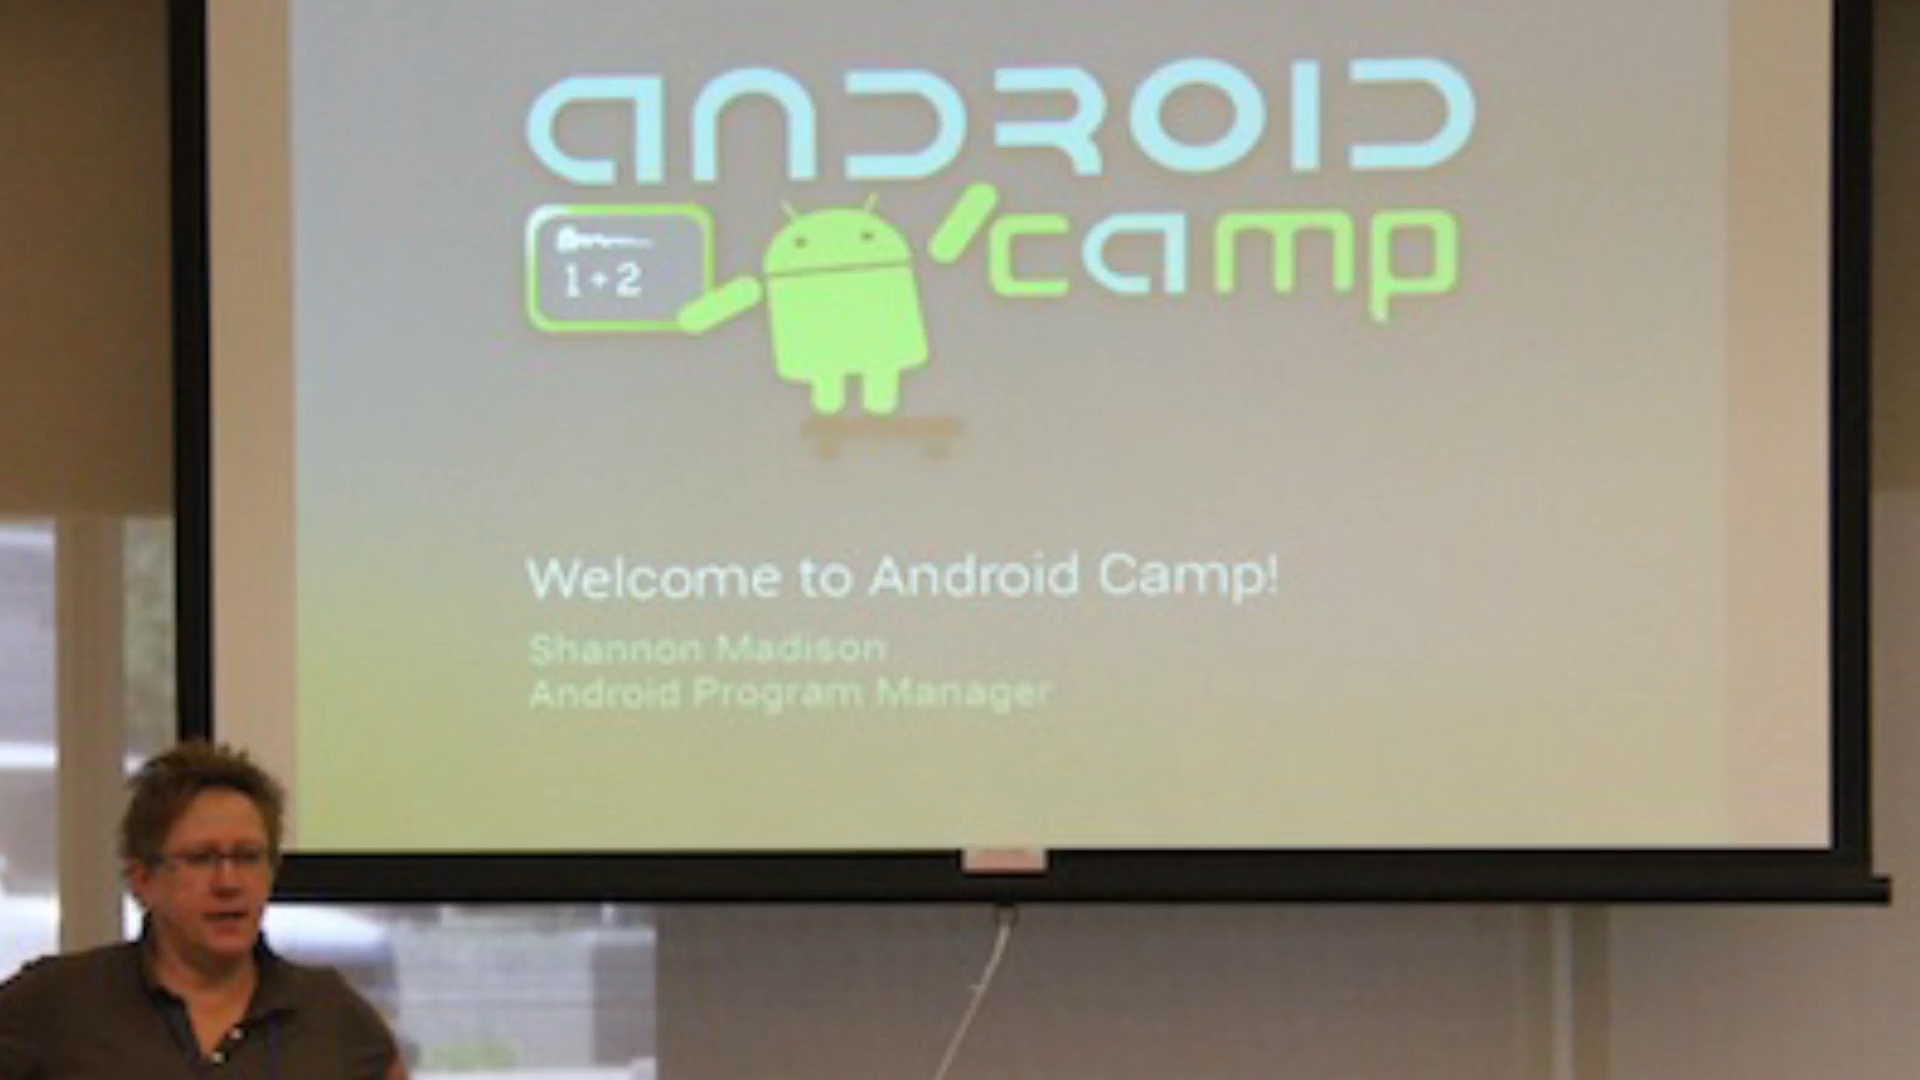 ANDROID
camp
1+2
Welcome to Android Camp!
Shannon Madison
Android Program Manager